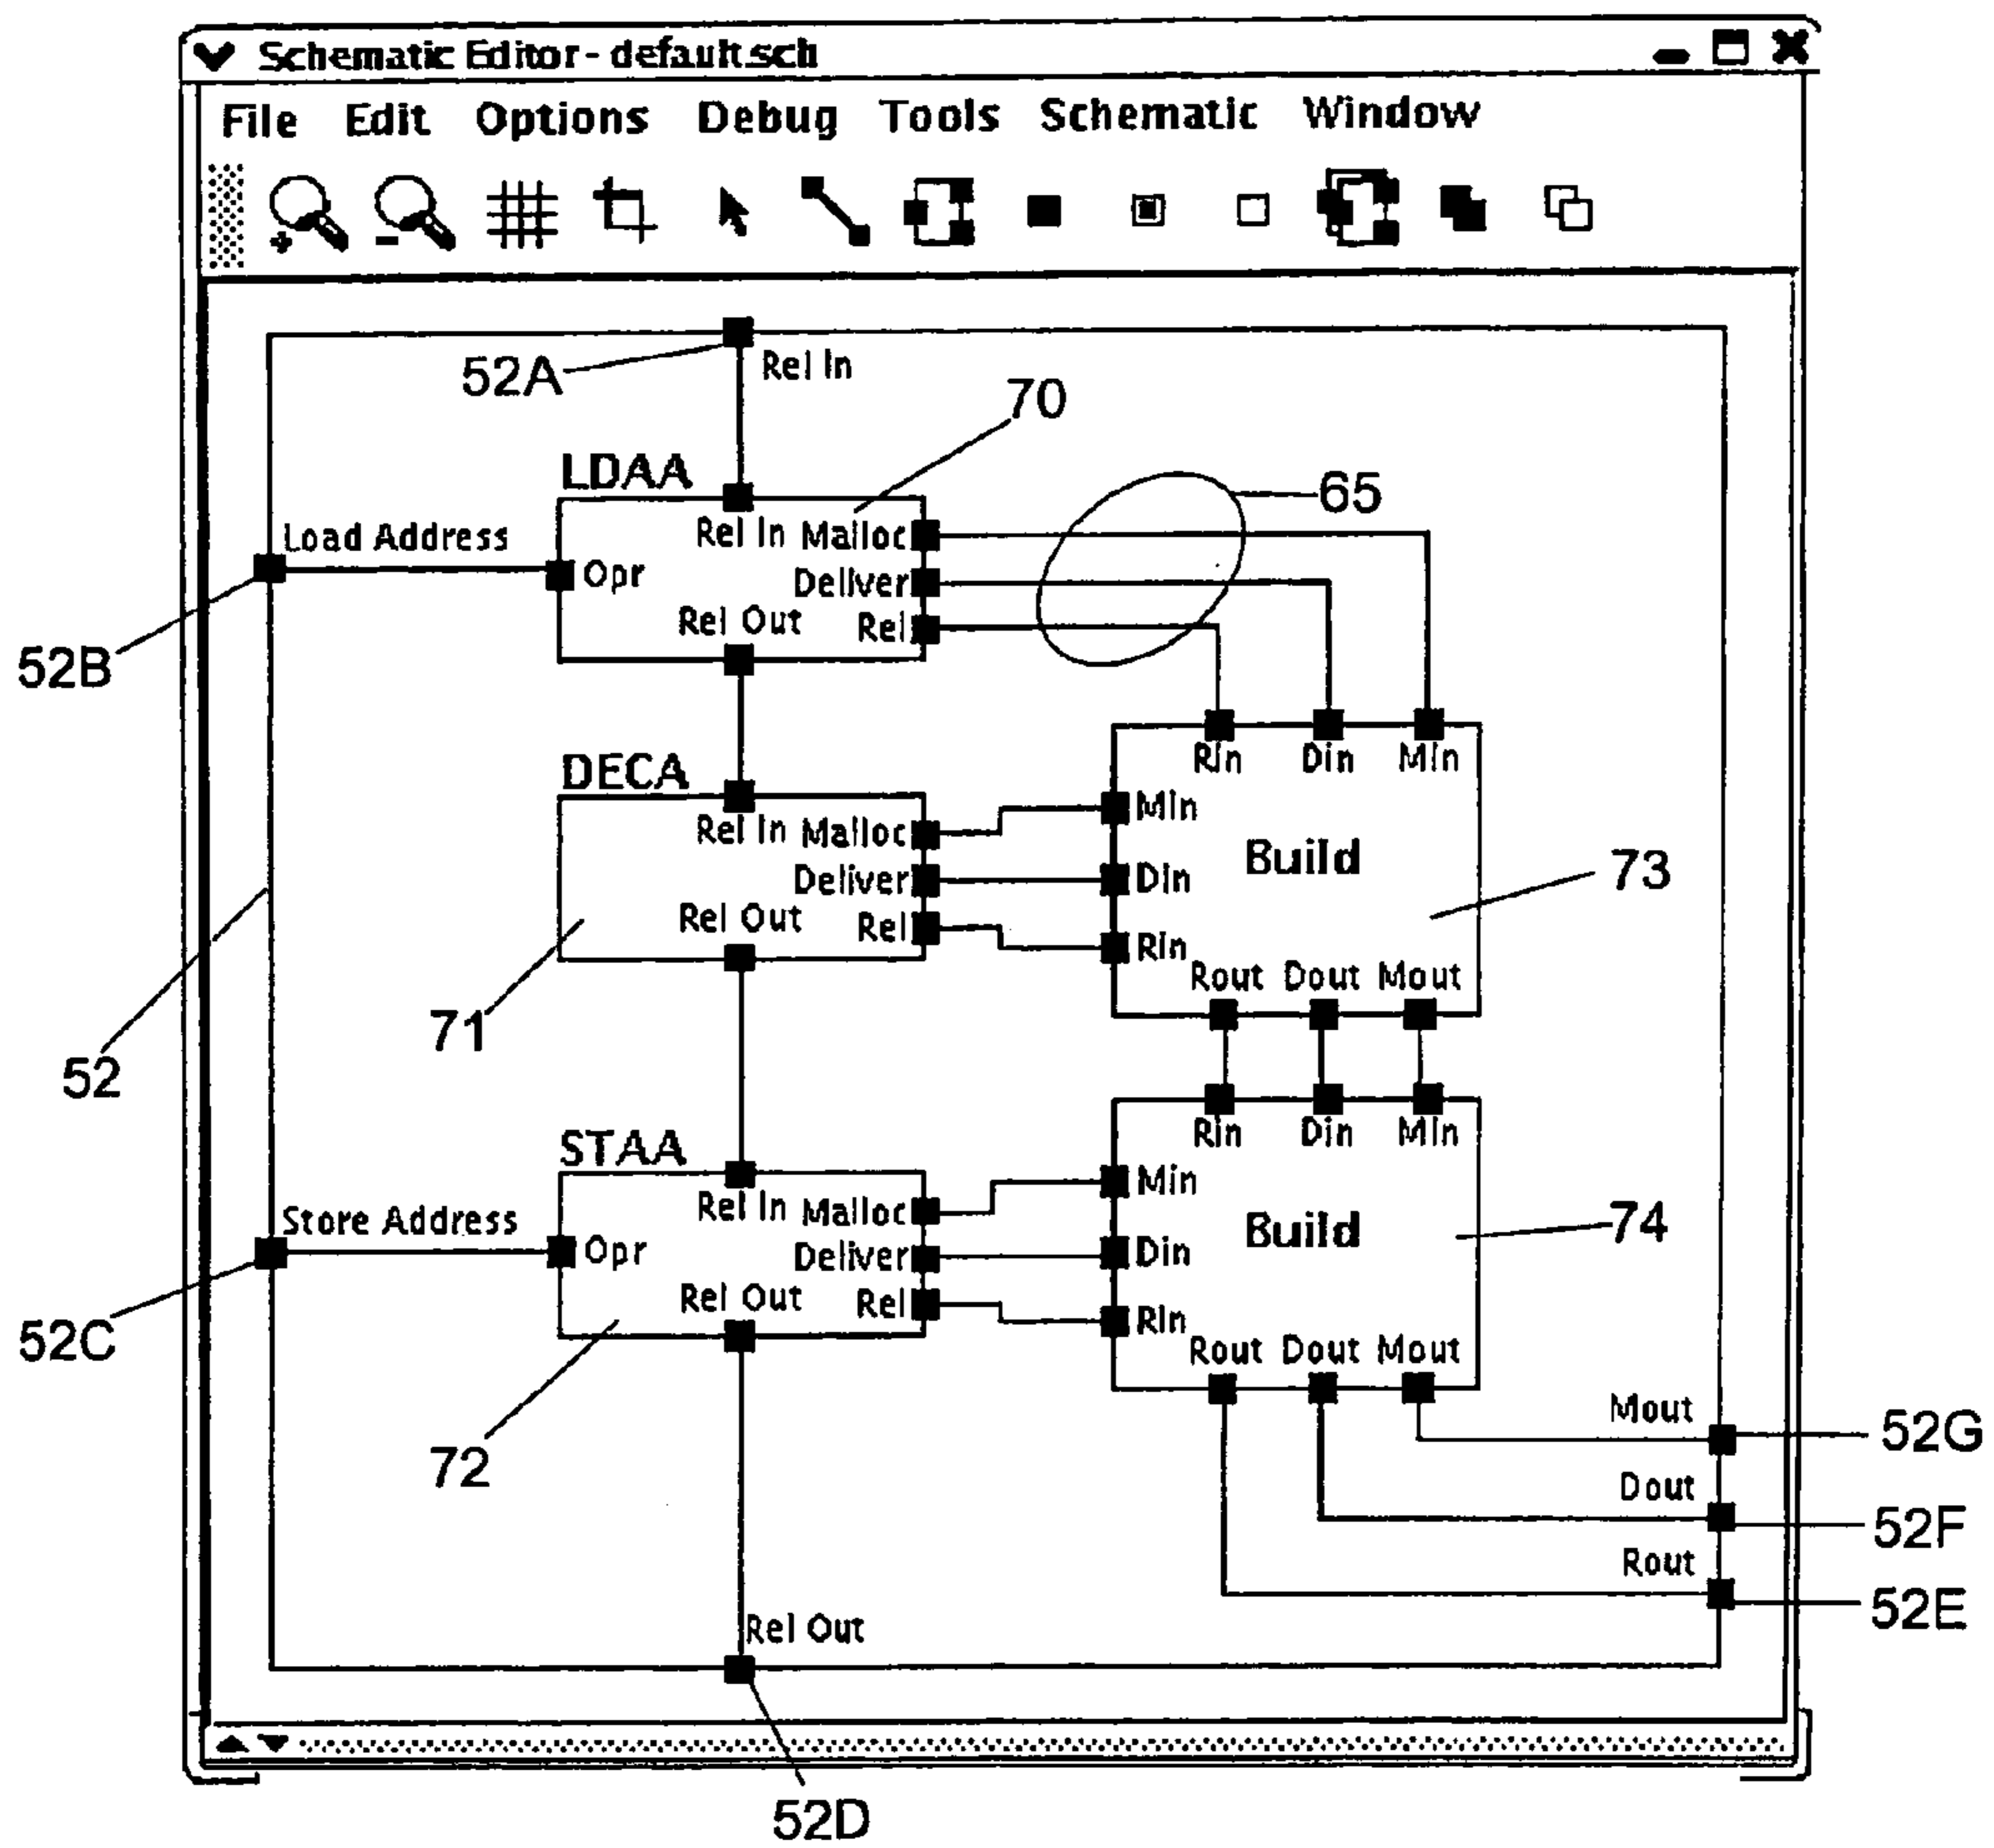 Schematic Editor - default.sch
File Edit Options Debug Tools Schematic Window
52A
Rel In
70
LDAA
65
Load Address
Rel In Malloc
Opr
Deliver
Rel Out Rel
52B
Rin Din Min
DECA
Rel In Malloc
Min
Build
73
Deliver
Din
Rel Out Rel
Rin
71
Rout Dout Mout
52
Rin Din Min
STAA
Rel In Malloc
Min
Store Address
Build
74
Opr
Deliver
Din
Rel Out Rel
Rin
52C
72
Rout Dout Mout
Mout
52G
Dout
52F
Rout
52E
Rel Out
52D